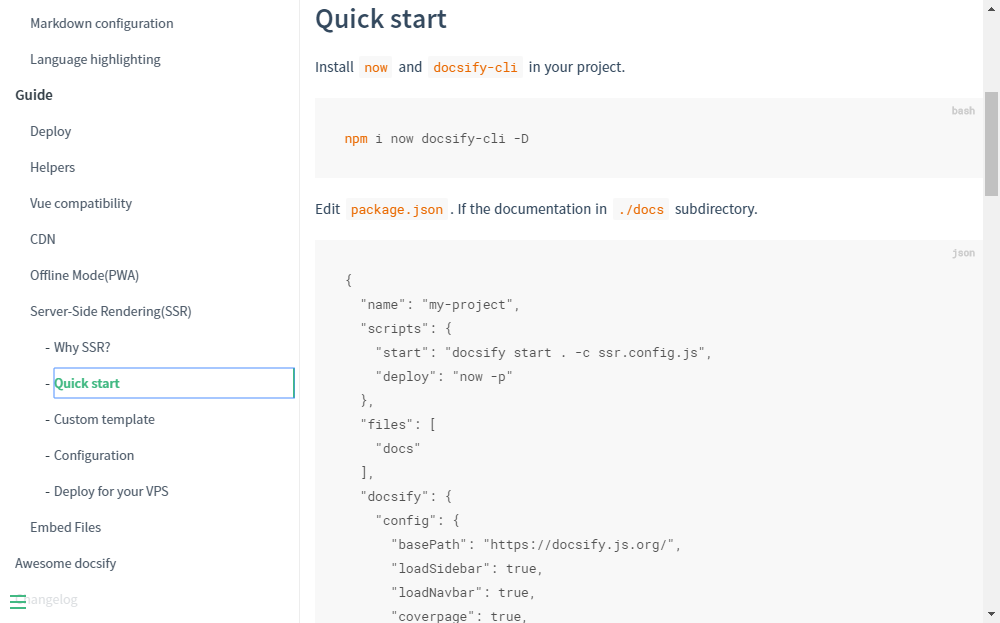 Markdown configuration
Language highlighting
Guide
Deploy
Helpers
Vue compatibility
CDN
Offline Mode(PWA)
Server-Side Rendering(SSR)
- Why SSR?
- Quick start
- Custom template
- Configuration
- Deploy for your VPS
Embed Files
Awesome docsify
Changelog
Quick start
Install now and docsify-cli in your project.
bash
npm i now docsify-cli -D
Edit package.json . If the documentation in ./docs subdirectory.
json
{
  "name": "my-project",
  "scripts": {
    "start": "docsify start . -c ssr.config.js",
    "deploy": "now -p"
  },
  "files": [
    "docs"
  ],
  "docsify": {
    "config": {
      "basePath": "https://docsify.js.org/",
      "loadSidebar": true,
      "loadNavbar": true,
      "coverpage": true,